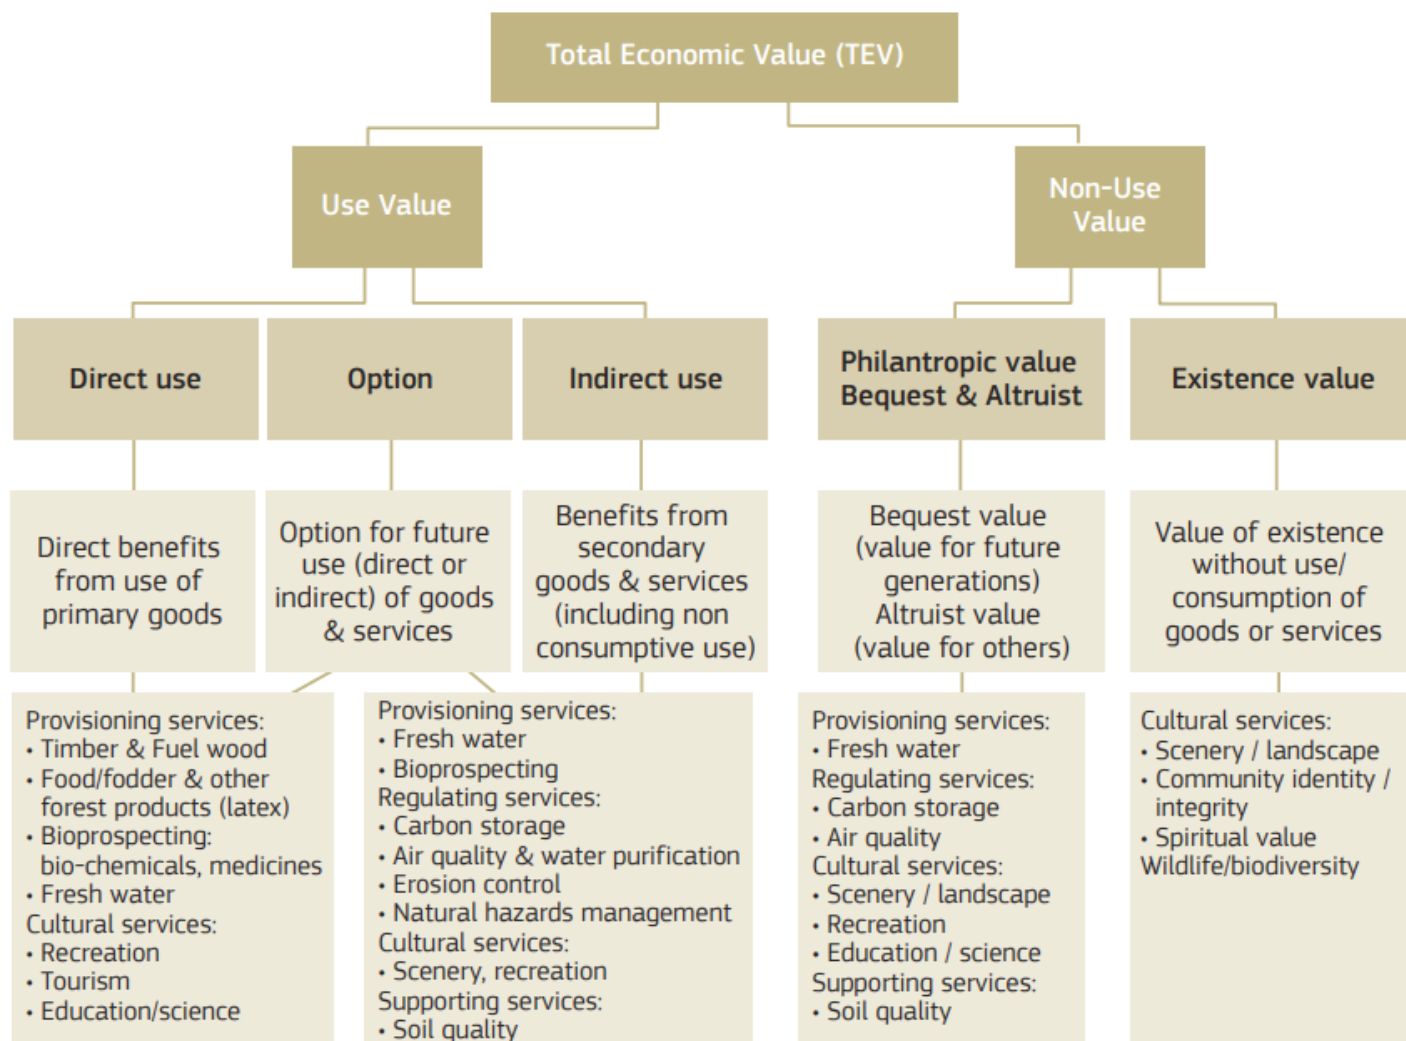 Total Economic Value (TEV)
Use Value
Non-Use
Value
Direct use
Option
Indirect use
Philantropic value
Bequest & Altruist
Existence value
Direct benefits
from use of
primary goods
Option for future
use (direct or
indirect) of goods
& services
Benefits from
secondary
goods & services
(including non
consumptive use)
Bequest value
(value for future
generations)
Altruist value
(value for others)
Value of existence
without use/
consumption of
goods or services
Provisioning services:
• Timber & Fuel wood
• Food/fodder & other
forest products (latex)
• Bioprospecting:
bio-chemicals, medicines
• Fresh water
Cultural services:
• Recreation
• Tourism
• Education/science
Provisioning services:
• Fresh water
• Bioprospecting
Regulating services:
• Carbon storage
• Air quality & water purification
• Erosion control
• Natural hazards management
Cultural services:
• Scenery, recreation
Supporting services:
• Soil quality
Provisioning services:
• Fresh water
Regulating services:
• Carbon storage
• Air quality
Cultural services:
• Scenery / landscape
• Recreation
• Education / science
Supporting services:
• Soil quality
Cultural services:
• Scenery / landscape
• Community identity /
integrity
• Spiritual value
Wildlife/biodiversity